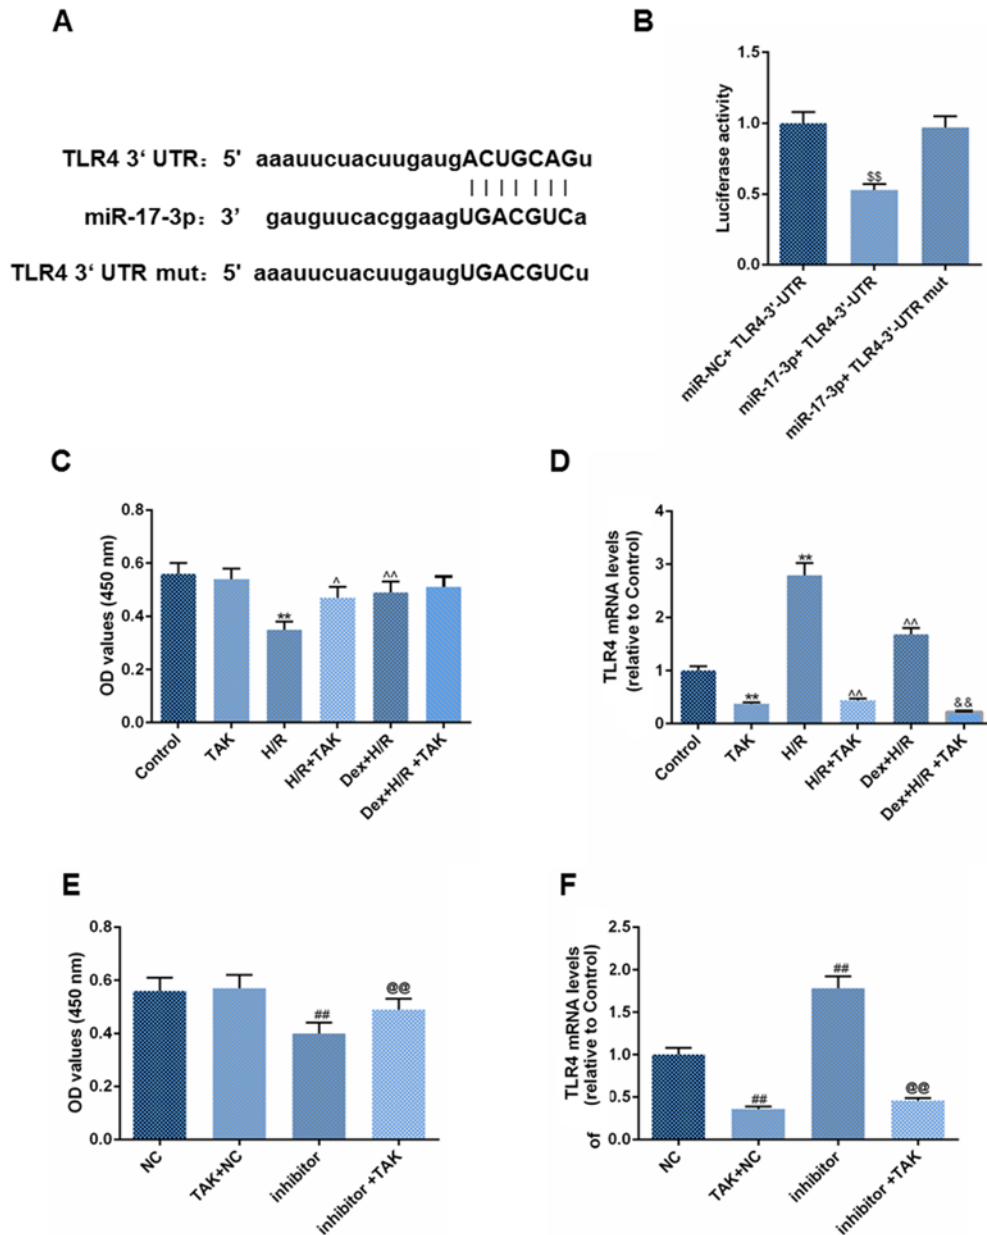 A
TLR4 3‘ UTR: 5' aaauucuacuugaugACUGCAGu
miR-17-3p: 3’ gauguucacggaagUGACGUCa
TLR4 3‘ UTR mut: 5' aaauucuacuugaugUGACGUCu
B
Luciferase activity
1.5
1.0
0.5
0.0
$$
miR-NC+ TLR4-3'-UTR
miR-17-3p+ TLR4-3'-UTR
miR-17-3p+ TLR4-3'-UTR mut
C
OD values (450 nm)
0.8
0.6
0.4
0.2
0.0
**
^
^^
Control
TAK
H/R
H/R+TAK
Dex+H/R
Dex+H/R +TAK
D
TLR4 mRNA levels
(relative to Control)
4
3
2
1
0
**
**
^^
^^
&&
Control
TAK
H/R
H/R+TAK
Dex+H/R
Dex+H/R +TAK
E
OD values (450 nm)
0.8
0.6
0.4
0.2
0.0
##
@@
NC
TAK+NC
inhibitor
inhibitor +TAK
F
TLR4 mRNA levels
(relative to Control)
of
2.5
2.0
1.5
1.0
0.5
0.0
##
##
@@
NC
TAK+NC
inhibitor
inhibitor +TAK